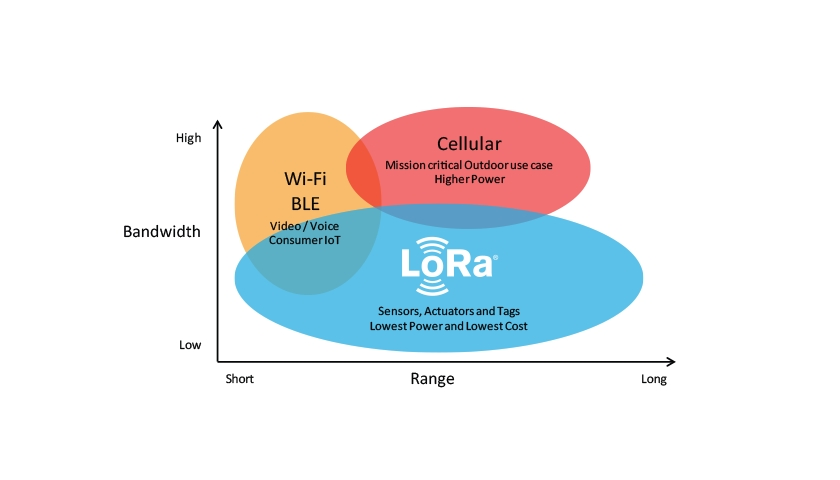 High
Cellular
Mission critical Outdoor use case
Higher Power
Wi-Fi
BLE
Video / Voice
Consumer IoT
Bandwidth
LoRa®
Sensors, Actuators and Tags
Lowest Power and Lowest Cost
Low
Short
Range
Long